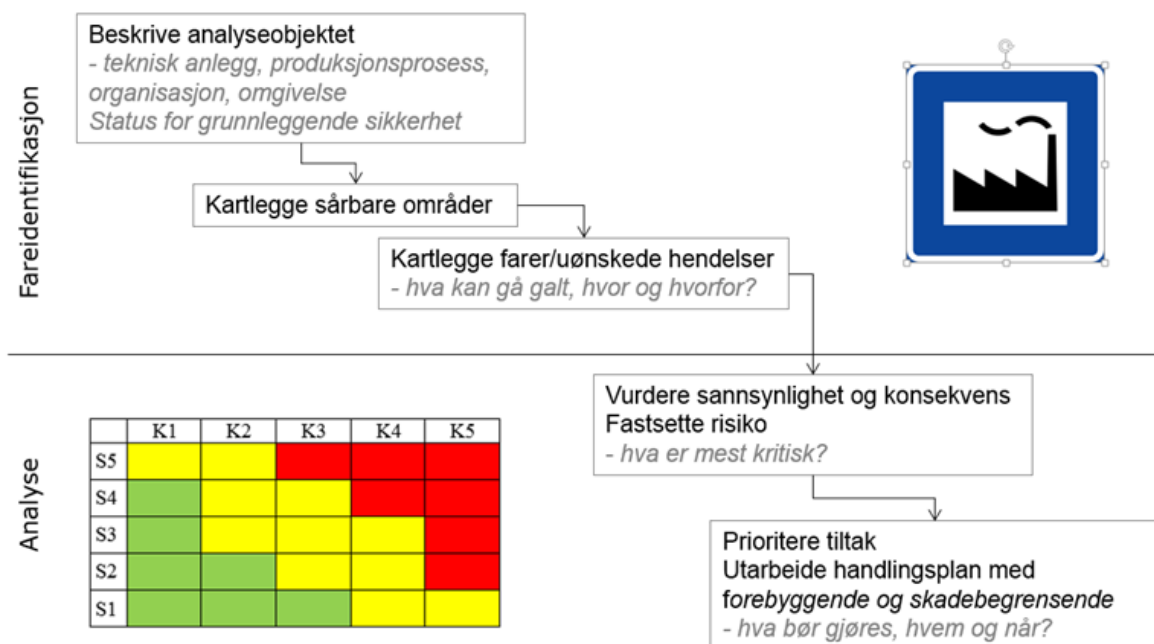 Fareidentifikasjon
Beskrive analyseobjektet
- teknisk anlegg, produksjonsprosess,
organisasjon, omgivelse
Status for grunnleggende sikkerhet
Kartlegge sårbare områder
Kartlegge farer/uønskede hendelser
- hva kan gå galt, hvor og hvorfor?
Analyse
K1 K2 K3 K4 K5
S5
S4
S3
S2
S1
Vurdere sannsynlighet og konsekvens
Fastsette risiko
- hva er mest kritisk?
Prioritere tiltak
Utarbeide handlingsplan med
forebyggende og skadebegrensende
- hva bør gjøres, hvem og når?